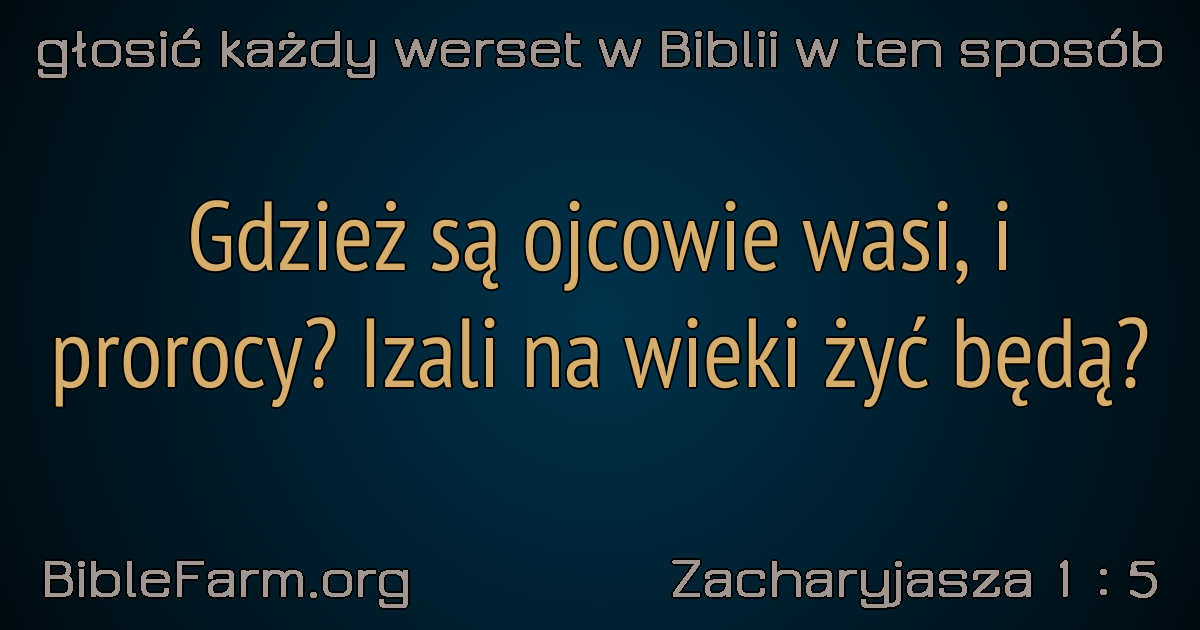 głosić każdy werset w Biblii w ten sposób
Gdzież są ojcowie wasi, i
prorocy? Izali na wieki żyć będą?
BibleFarm.org
Zacharyjasza 1 : 5